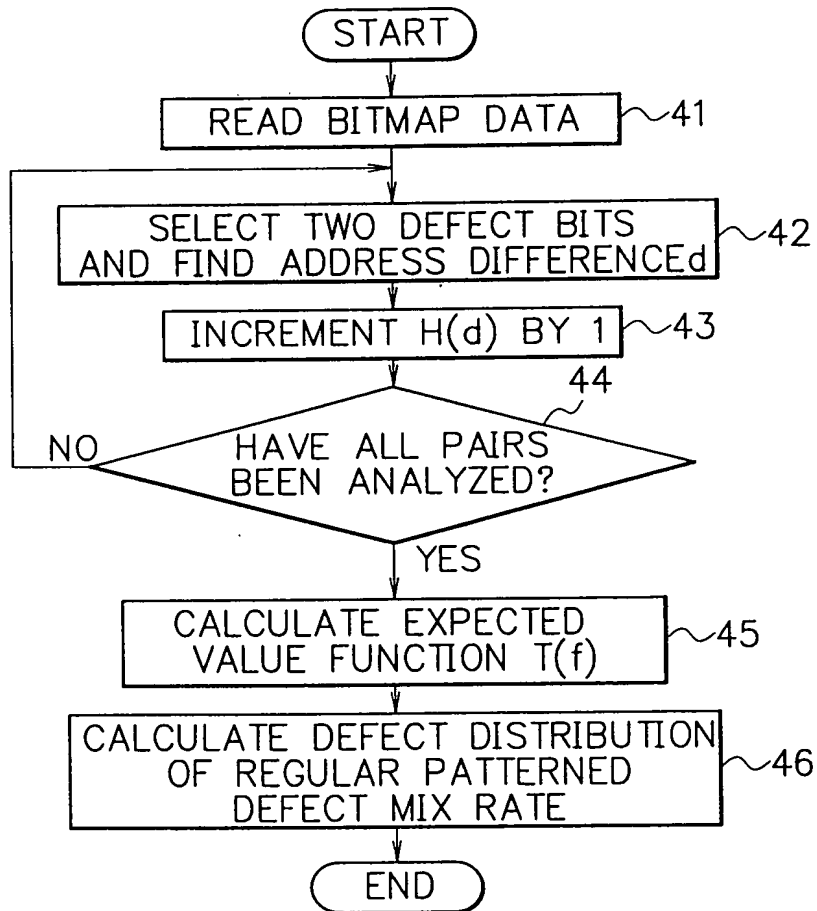 START
READ BITMAP DATA
41
SELECT TWO DEFECT BITS
AND FIND ADDRESS DIFFERENCEd
42
INCREMENT H(d) BY 1
43
44
HAVE ALL PAIRS
BEEN ANALYZED?
NO
YES
CALCULATE EXPECTED
VALUE FUNCTION T(f)
45
CALCULATE DEFECT DISTRIBUTION
OF REGULAR PATTERNED
DEFECT MIX RATE
46
END